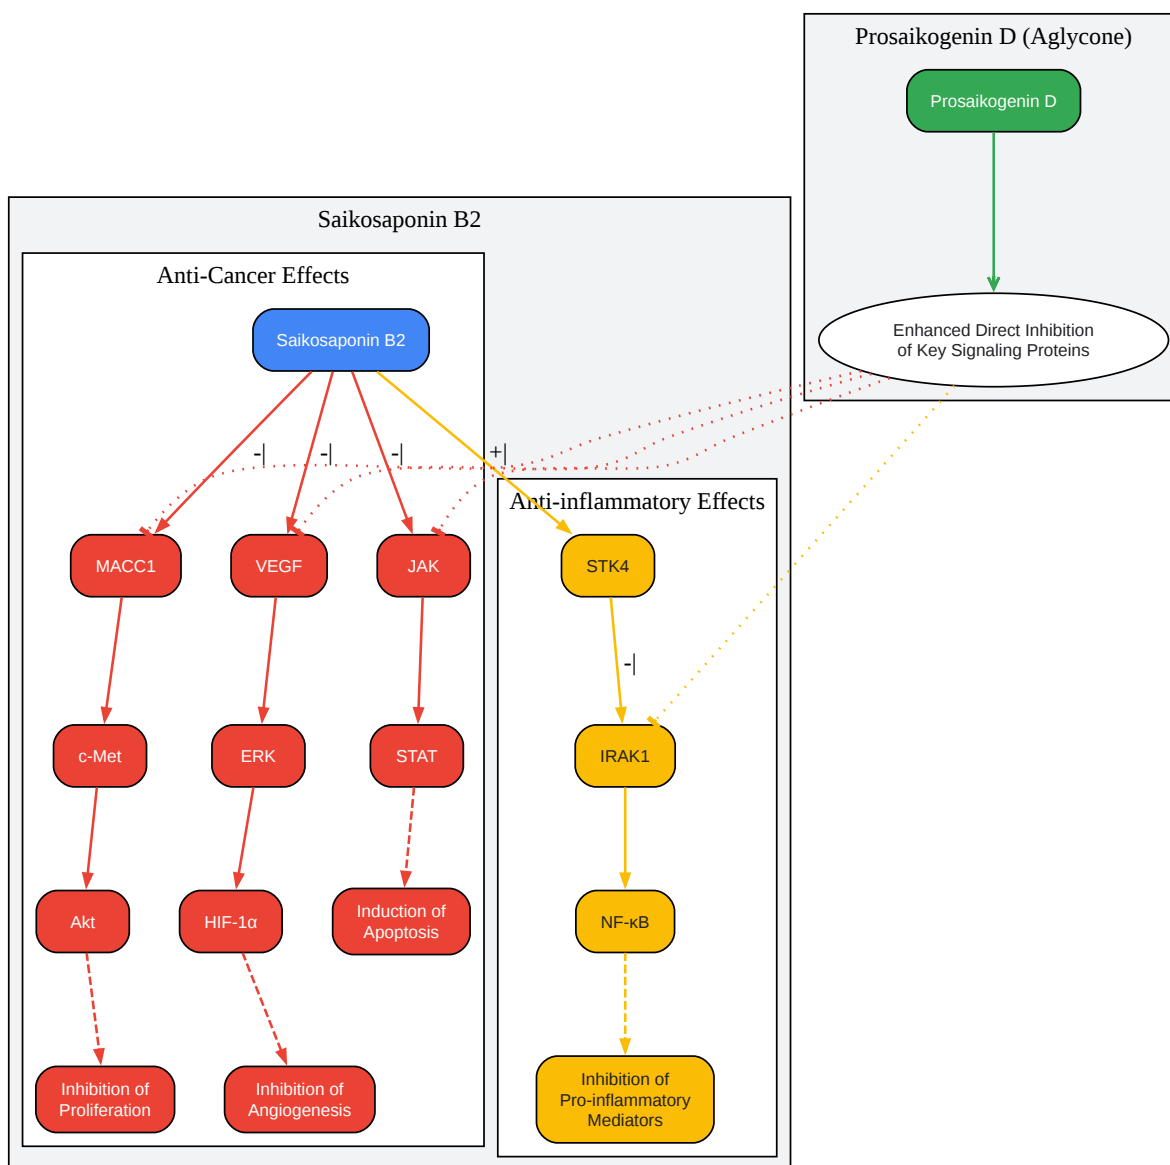 Prosaikogenin D (Aglycone)
Prosaikogenin D
Enhanced Direct Inhibition
of Key Signaling Proteins
Saikosaponin B2
Anti-Cancer Effects
Saikosaponin B2
-|
-|
-|
+|
Anti-inflammatory Effects
MACC1
VEGF
JAK
STK4
-|
c-Met
ERK
STAT
IRAK1
Akt
HIF-1α
Induction of
Apoptosis
NF-κB
Inhibition of
Proliferation
Inhibition of
Angiogenesis
Inhibition of
Pro-inflammatory
Mediators